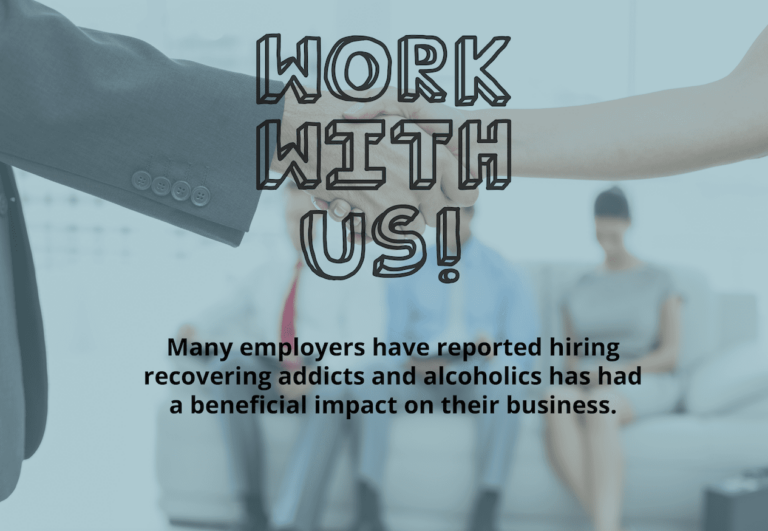 WORK
WITH
US!
Many employers have reported hiring
recovering addicts and alcoholics has had
a beneficial impact on their business.